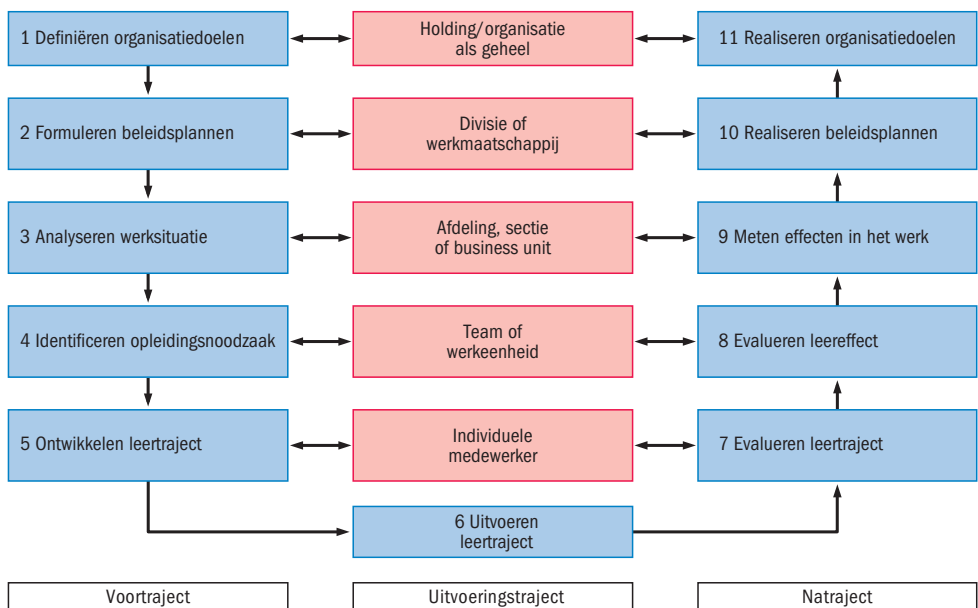 1 Definiëren organisatiedoelen
Holding/organisatie
als geheel
11 Realiseren organisatiedoelen
2 Formuleren beleidsplannen
Divisie of
werkmaatschappij
10 Realiseren beleidsplannen
3 Analyseren werksituatie
Afdeling, sectie
of business unit
9 Meten effecten in het werk
4 Identificeren opleidingsnoodzaak
Team of
werkeenheid
8 Evalueren leereffect
5 Ontwikkelen leertraject
Individuele
medewerker
7 Evalueren leertraject
6 Uitvoeren
leertraject
Voortraject
Uitvoeringstraject
Natraject